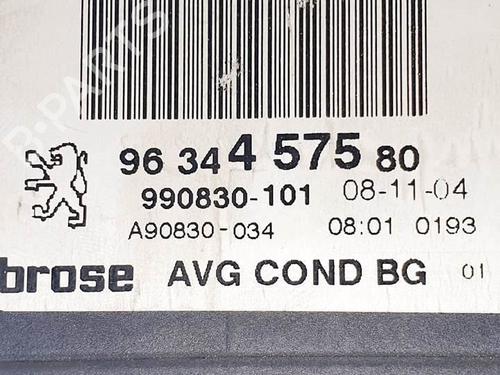 B-PARTS
96 34 4 575 80
990830-101 08-11-04
A90830-034 08:01 0193
brose AVG COND BG 01